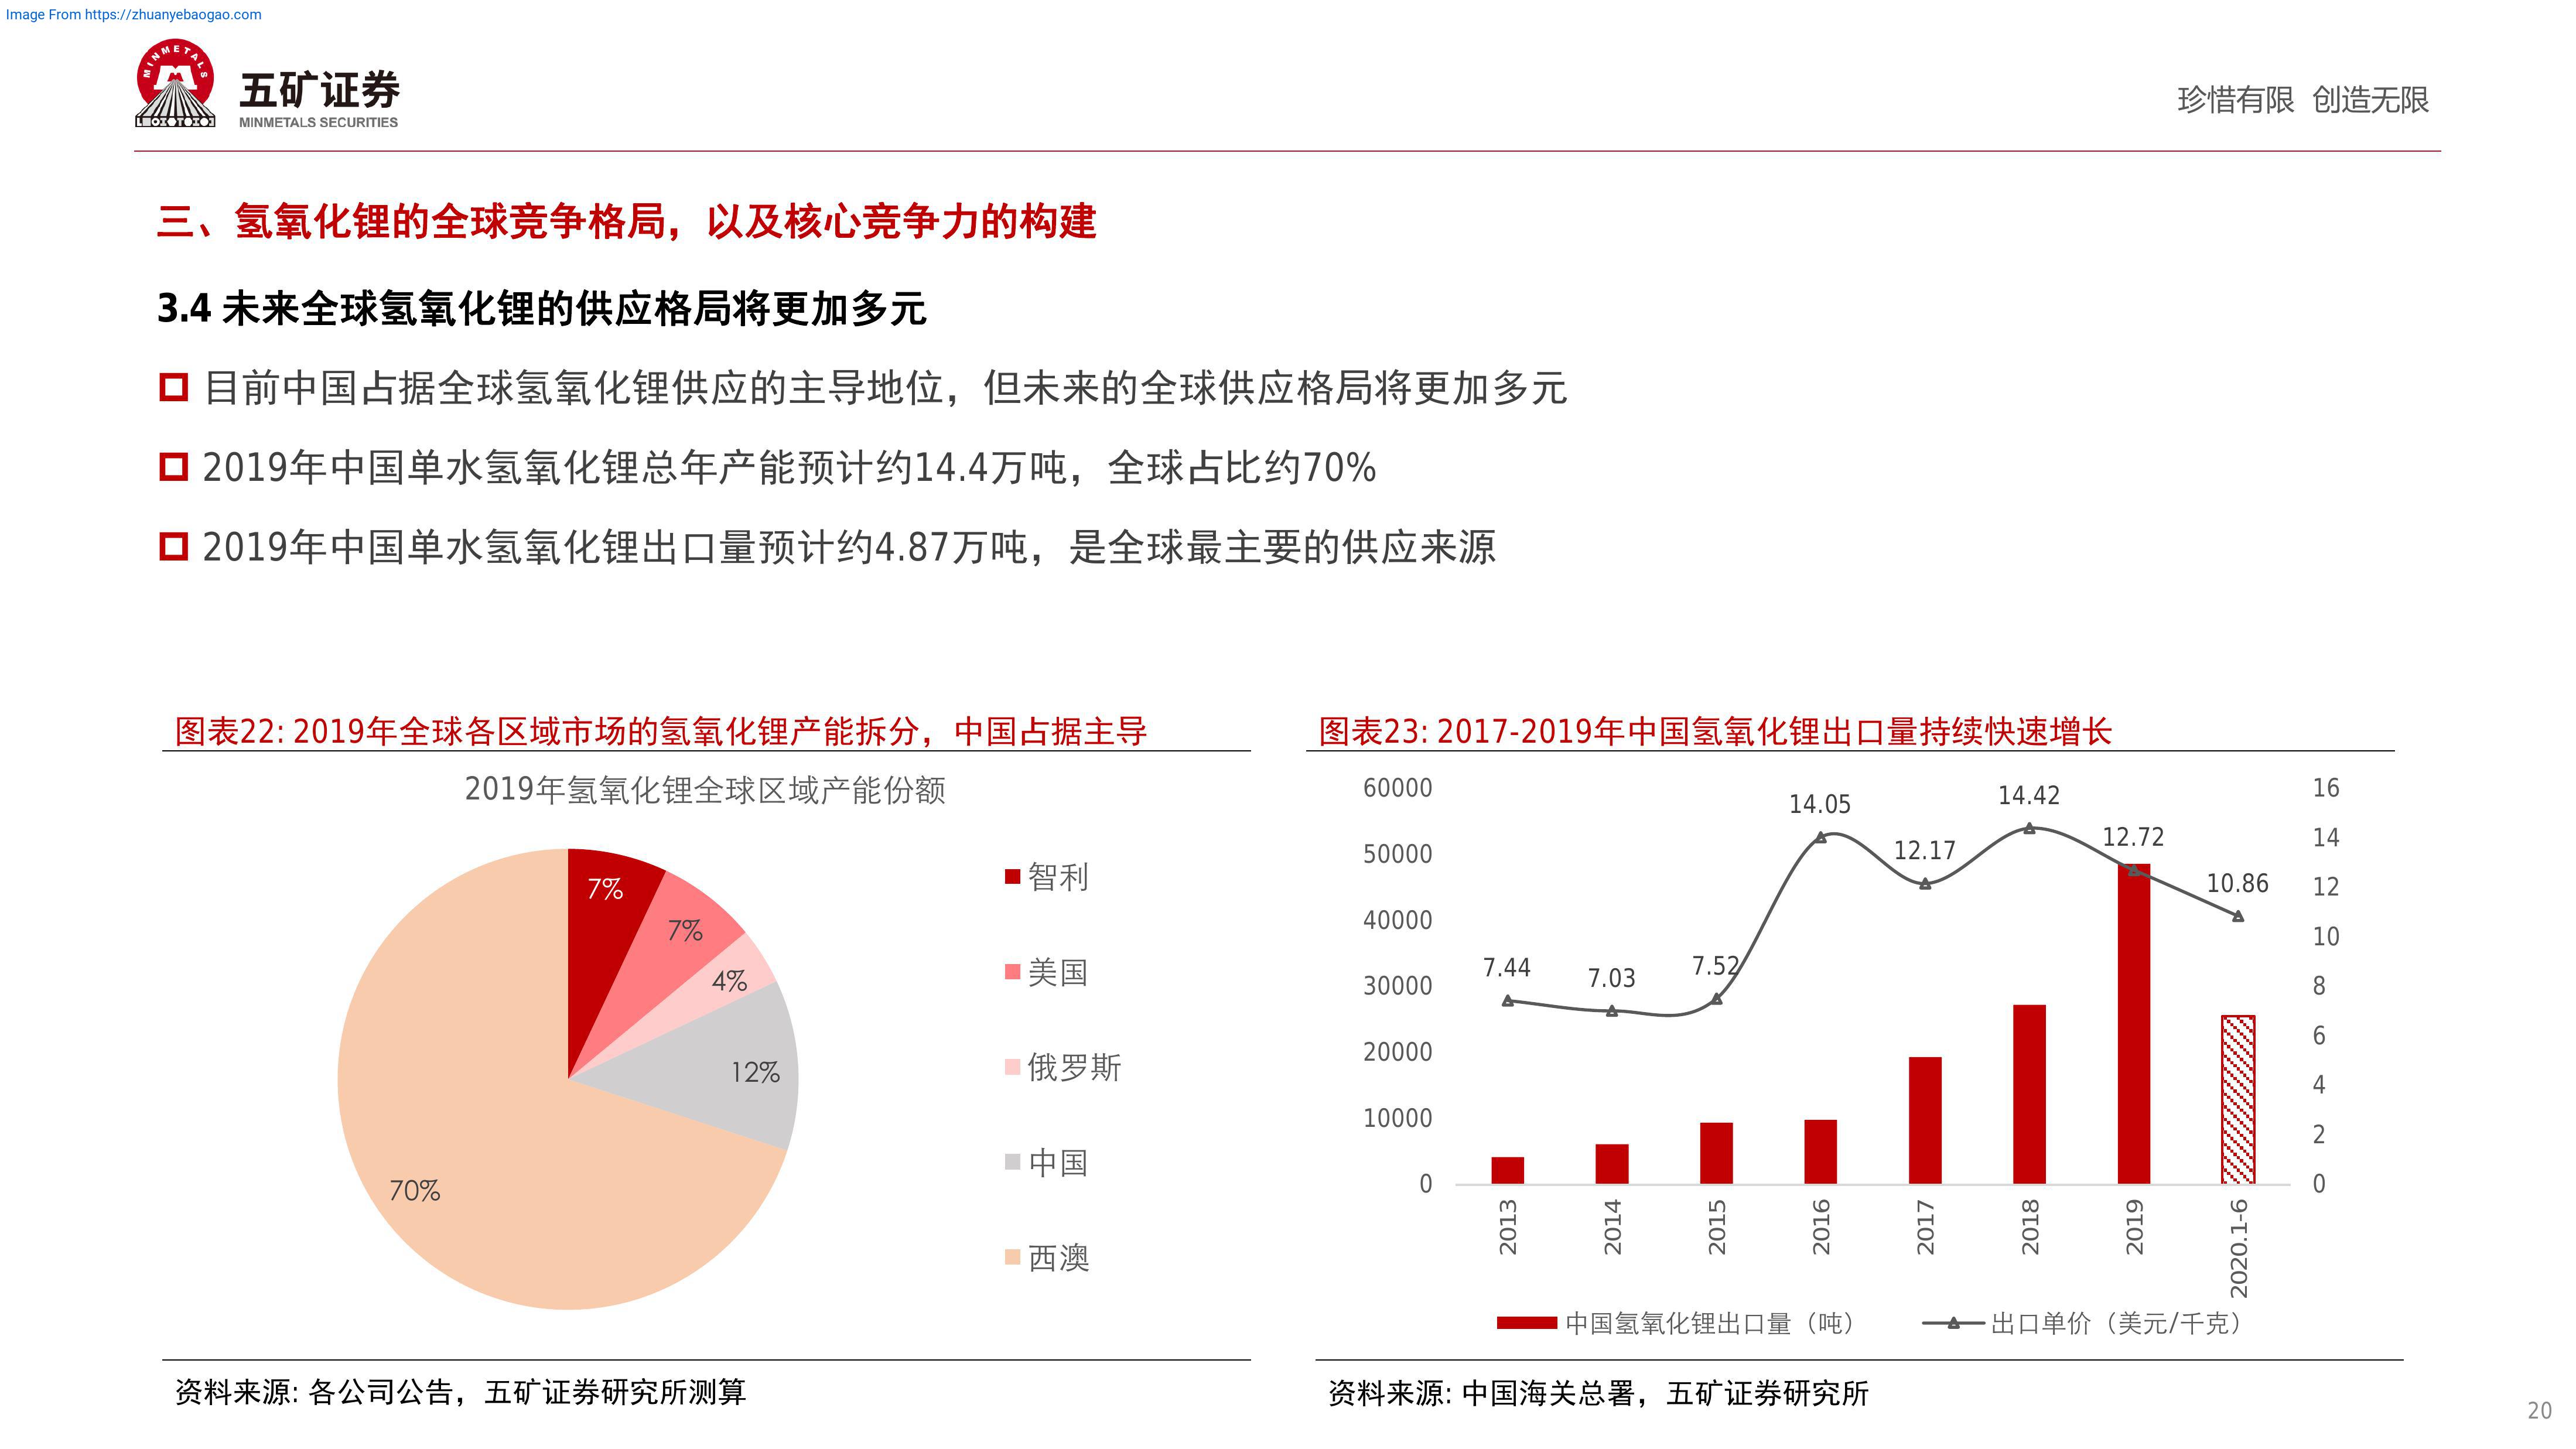 Image From https://zhuanyebaogao.com
MINMETALS
五矿证券
MINMETALS SECURITIES
珍惜有限 创造无限
三、氢氧化锂的全球竞争格局，以及核心竞争力的构建
3.4 未来全球氢氧化锂的供应格局将更加多元
目前中国占据全球氢氧化锂供应的主导地位，但未来的全球供应格局将更加多元
2019年中国单水氢氧化锂总年产能预计约14.4万吨，全球占比约70%
2019年中国单水氢氧化锂出口量预计约4.87万吨，是全球最主要的供应来源
图表22: 2019年全球各区域市场的氢氧化锂产能拆分，中国占据主导
2019年氢氧化锂全球区域产能份额
7%
7%
4%
12%
70%
智利
美国
俄罗斯
中国
西澳
资料来源: 各公司公告，五矿证券研究所测算
图表23: 2017-2019年中国氢氧化锂出口量持续快速增长
60000
50000
40000
30000
20000
10000
0
7.44
7.03
7.52
14.05
12.17
14.42
12.72
10.86
16
14
12
10
8
6
4
2
0
2013
2014
2015
2016
2017
2018
2019
2020.1-6
中国氢氧化锂出口量（吨）
出口单价（美元/千克）
资料来源: 中国海关总署，五矿证券研究所
20